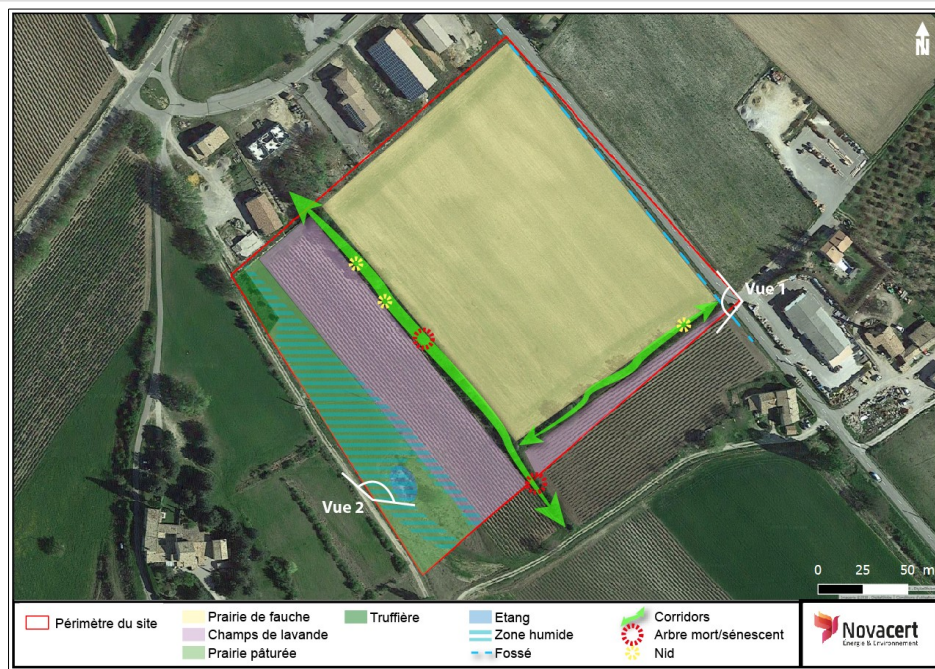 N
Vue 1
Vue 2
0 25 50 m
Périmètre du site
Prairie de fauche
Champs de lavande
Prairie pâturée
Truffière
Etang
Zone humide
Fossé
Corridors
Arbre mort/sénescent
Nid
Novacert
Energie & Environnement